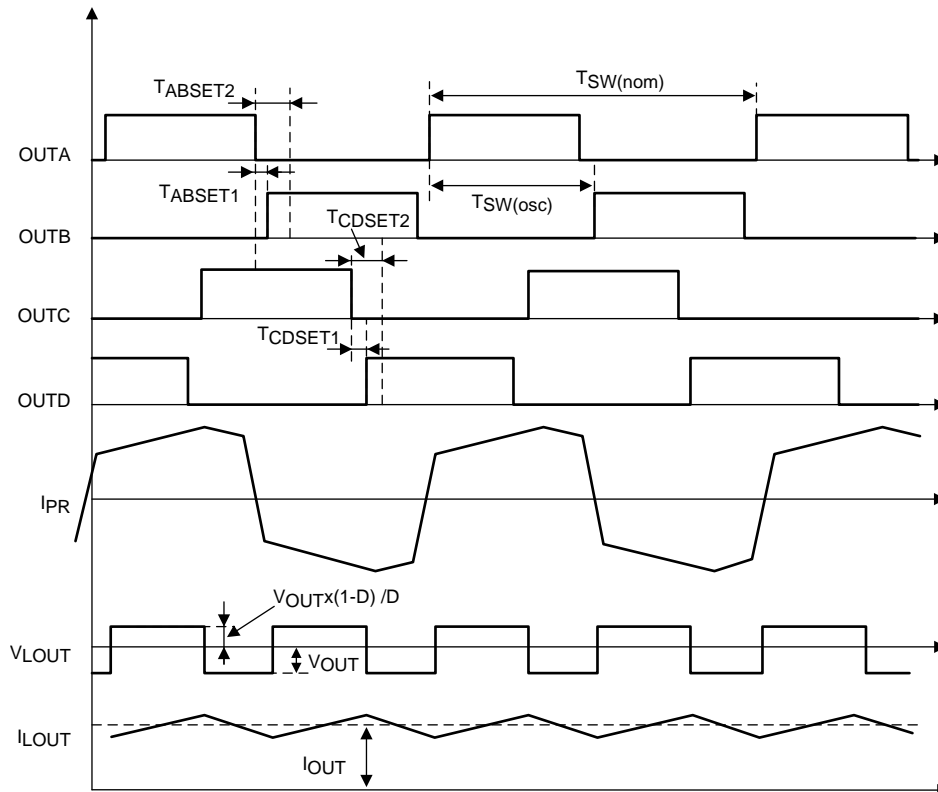 TABSET2
TSW(nom)
OUTA
TABSET1
TSW(osc)
TCDSET2
OUTB
OUTC
TCDSET1
OUTD
IPR
VOUTx(1-D) /D
VLOUT
VOUT
ILOUT
IOUT